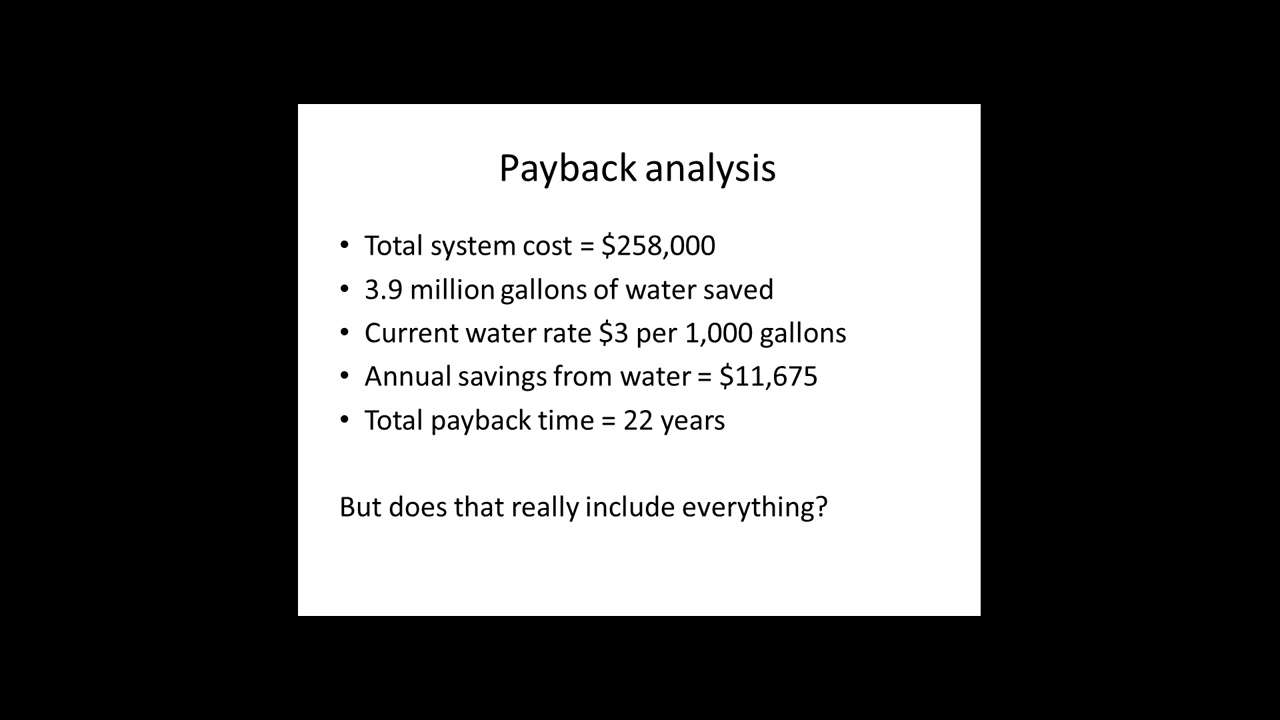 Payback analysis
• Total system cost = $258,000
• 3.9 million gallons of water saved
• Current water rate $3 per 1,000 gallons
• Annual savings from water = $11,675
• Total payback time = 22 years
But does that really include everything?